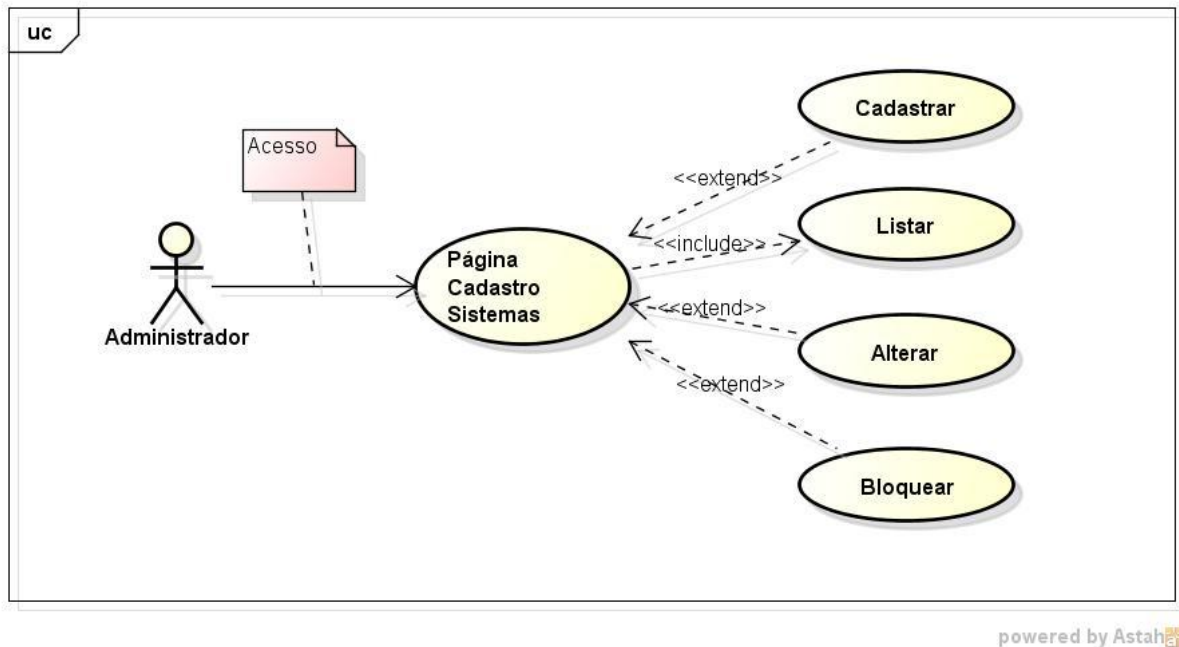 uc
Cadastrar
Acesso
<<extend>>
Listar
<<include>>
Página
Cadastro
Sistemas
<<extend>>
Administrador
Alterar
<<extend>>
Bloquear
powered by Astah